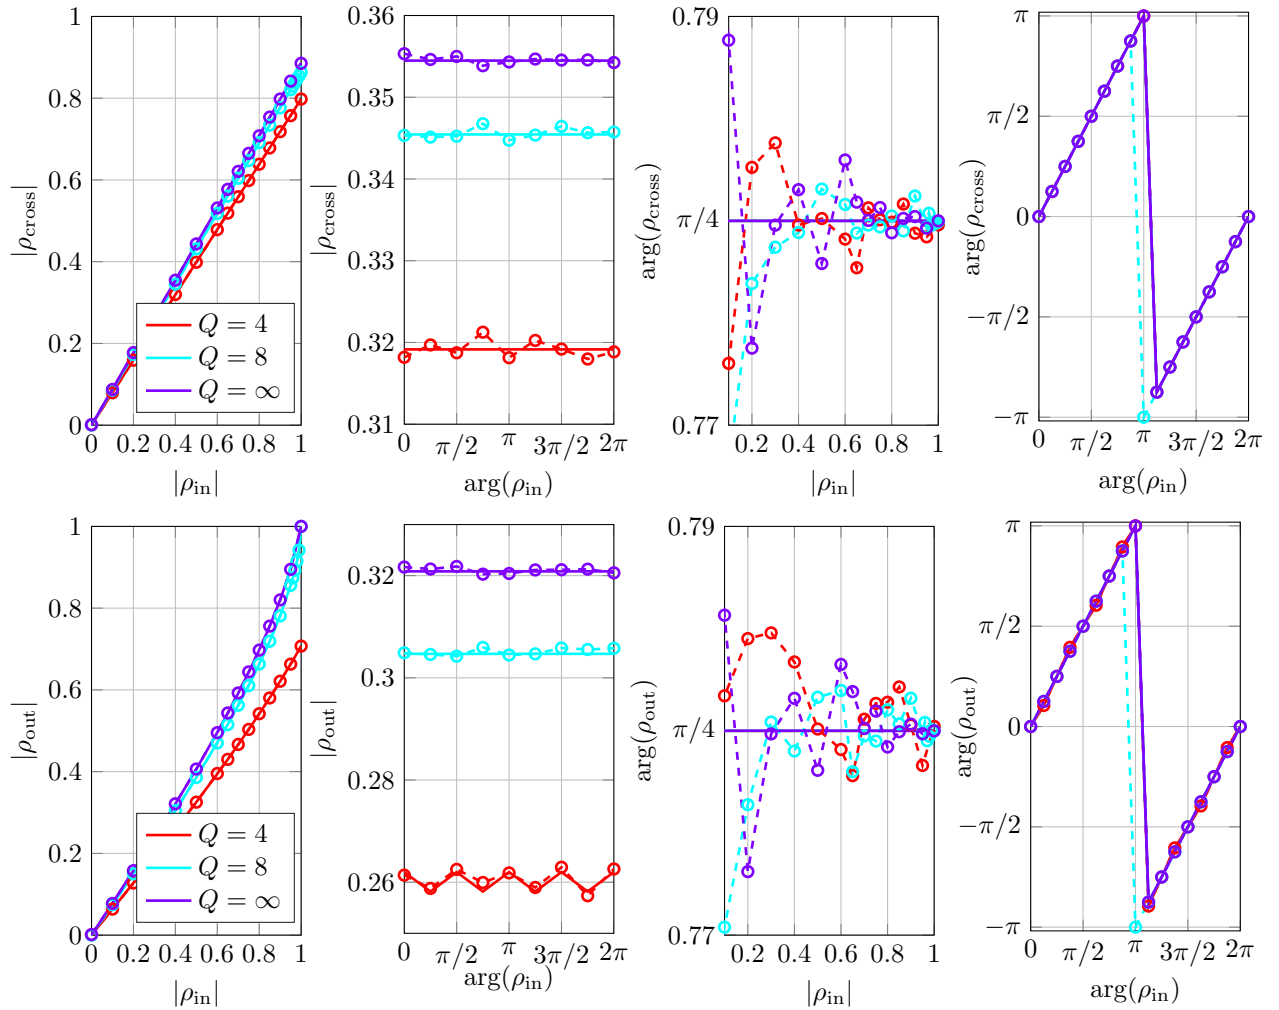 1
0.8
0.6
0.4
0.2
0
|ρcross|
Q = 4
Q = 8
Q = ∞
0 0.2 0.4 0.6 0.8 1
|ρin|
0.36
0.35
0.34
0.33
0.32
0.31
|ρcross|
0 π/2 π 3π/2 2π
arg(ρin)
0.79
π/4
0.77
arg(ρcross)
0.2 0.4 0.6 0.8 1
|ρin|
π
π/2
0
−π/2
−π
arg(ρcross)
0 π/2 π 3π/2 2π
arg(ρin)
1
0.8
0.6
0.4
0.2
0
|ρout|
Q = 4
Q = 8
Q = ∞
0 0.2 0.4 0.6 0.8 1
|ρin|
0.32
0.3
0.28
0.26
|ρout|
0 π/2 π 3π/2 2π
arg(ρin)
0.79
π/4
0.77
arg(ρout)
0.2 0.4 0.6 0.8 1
|ρin|
π
π/2
0
−π/2
−π
arg(ρout)
0 π/2 π 3π/2 2π
arg(ρin)